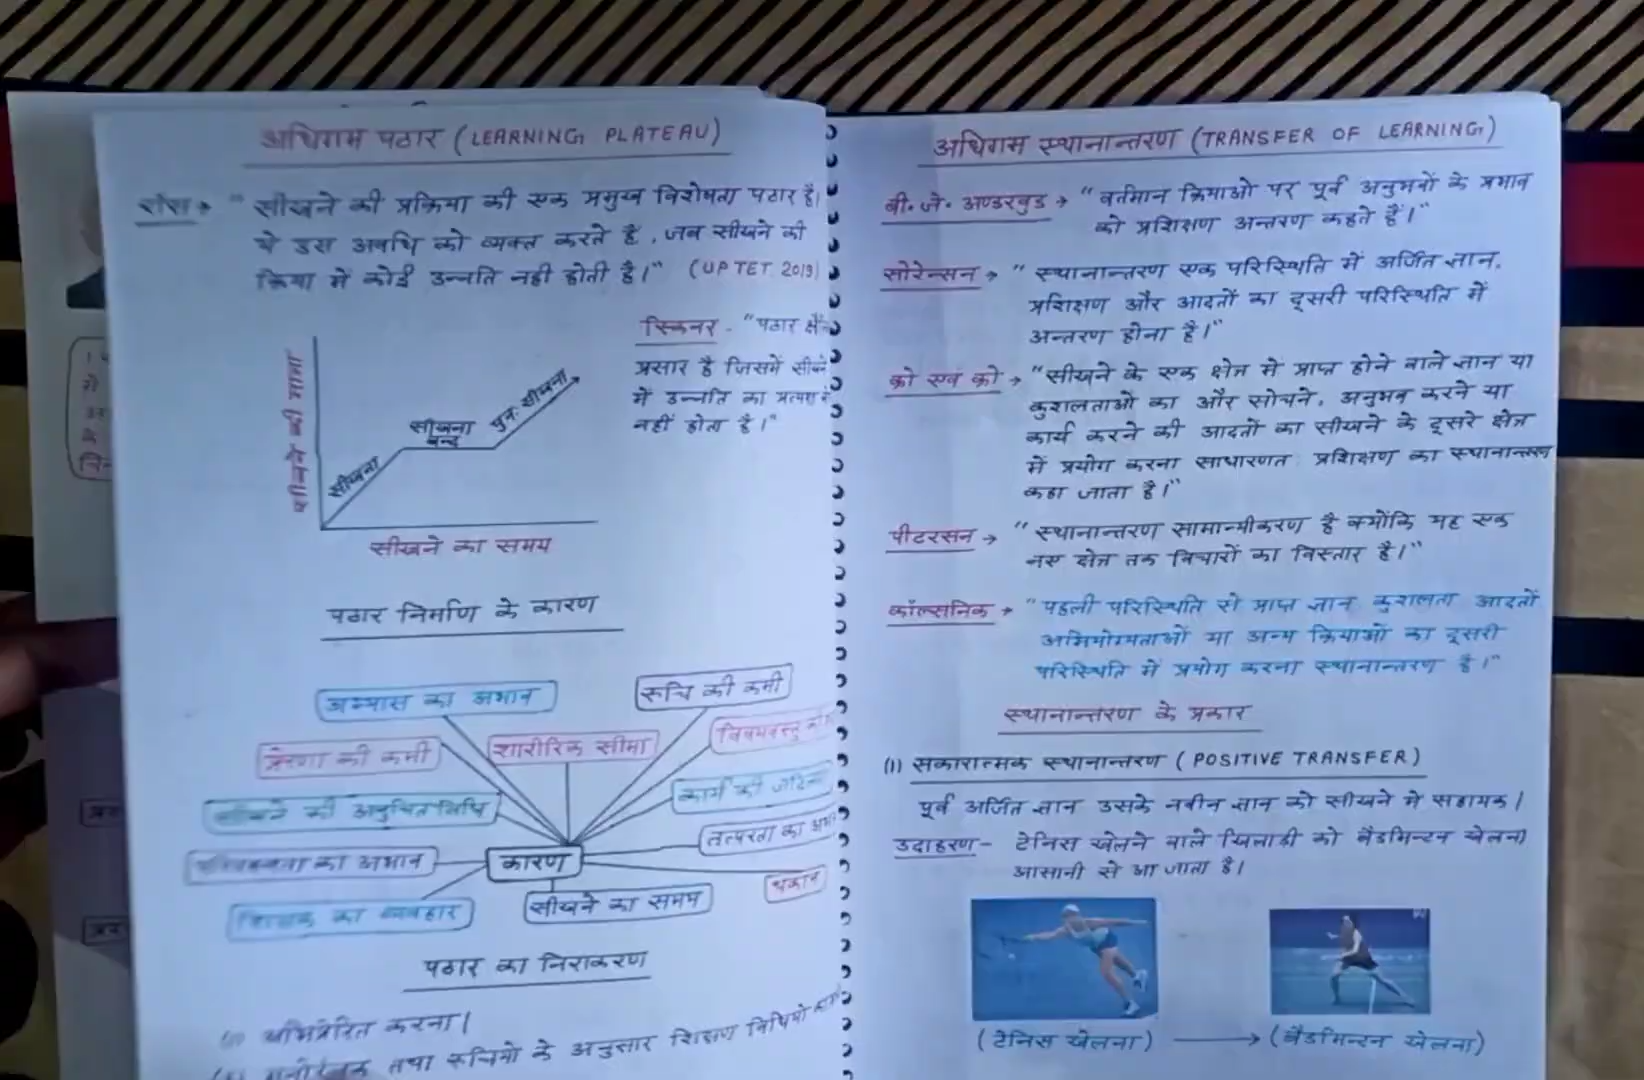 अधिगम पठार (LEARNING PLATEAU)
रॉस → " सीखने की प्रक्रिया की एक प्रमुख विशेषता पठार है।
ये उस अवधि को व्यक्त करते है, जब सीखने की
क्रिया में कोई उन्नति नही होती है।" (UPTET 2019)
स्किनर - "पठार
प्रसार है जिसमें
में उन्नति का
नहीं होता है।"
सीखने की मात्रा
सीखना
सीखना
बन्द
पुनः सीखना
सीखने का समय
पठार निर्माण के कारण
अभ्यास का अभाव
रूचि की कमी
प्रेरणा की कमी
शारीरिक सीमा
विषयवस्तु
सीखने की अनुचित विधि
कार्य की
तत्परता का
का अभाव
कारण
थकान
शिक्षक का व्यवहार
सीखने का समय
पठार का निराकरण
(1) अभिप्रेरित करना।
तथा रूचियो के अनुसार शिक्षण विधियो
अधिगम स्थानान्तरण (TRANSFER OF LEARNING)
बी. जे. अण्डरवुड → "वर्तमान क्रियाओ पर पूर्व अनुभवों के प्रभाव
को प्रशिक्षण अन्तरण कहते हैं।"
सोरेन्सन → " स्थानान्तरण एक परिस्थिति में अर्जित ज्ञान,
प्रशिक्षण और आदतों का दूसरी परिस्थिति में
अन्तरण होना है।"
क्रो एवं क्रो → "सीखने के एक क्षेत्र मे प्राप्त होने वाले ज्ञान या
कुशलताओं का और सोचने, अनुभव करने या
कार्य करने की आदतों का सीखने के दूसरे क्षेत्र
में प्रयोग करना साधारणतः प्रशिक्षण का स्थानान्तरण
कहा जाता है।"
पीटरसन → " स्थानान्तरण सामान्यीकरण है क्योंकि यह एक
नए क्षेत्र तक विचारों का विस्तार है।"
कॉल्सनिक → " पहली परिस्थिति से प्राप्त ज्ञान, कुशलता आदतों
अभियोग्यताओं या अन्य क्रियाओं का दूसरी
परिस्थिति में प्रयोग करना स्थानान्तरण है।"
स्थानान्तरण के प्रकार
(1) सकारात्मक स्थानान्तरण (POSITIVE TRANSFER)
पूर्व अर्जित ज्ञान उसके नवीन ज्ञान को सीखने मे सहायक।
उदाहरण - टेनिस खेलने वाले खिलाड़ी को बैडमिन्टन खेलना
आसानी से आ जाता है।
(टेनिस खेलना) → (बैडमिन्टन खेलना)